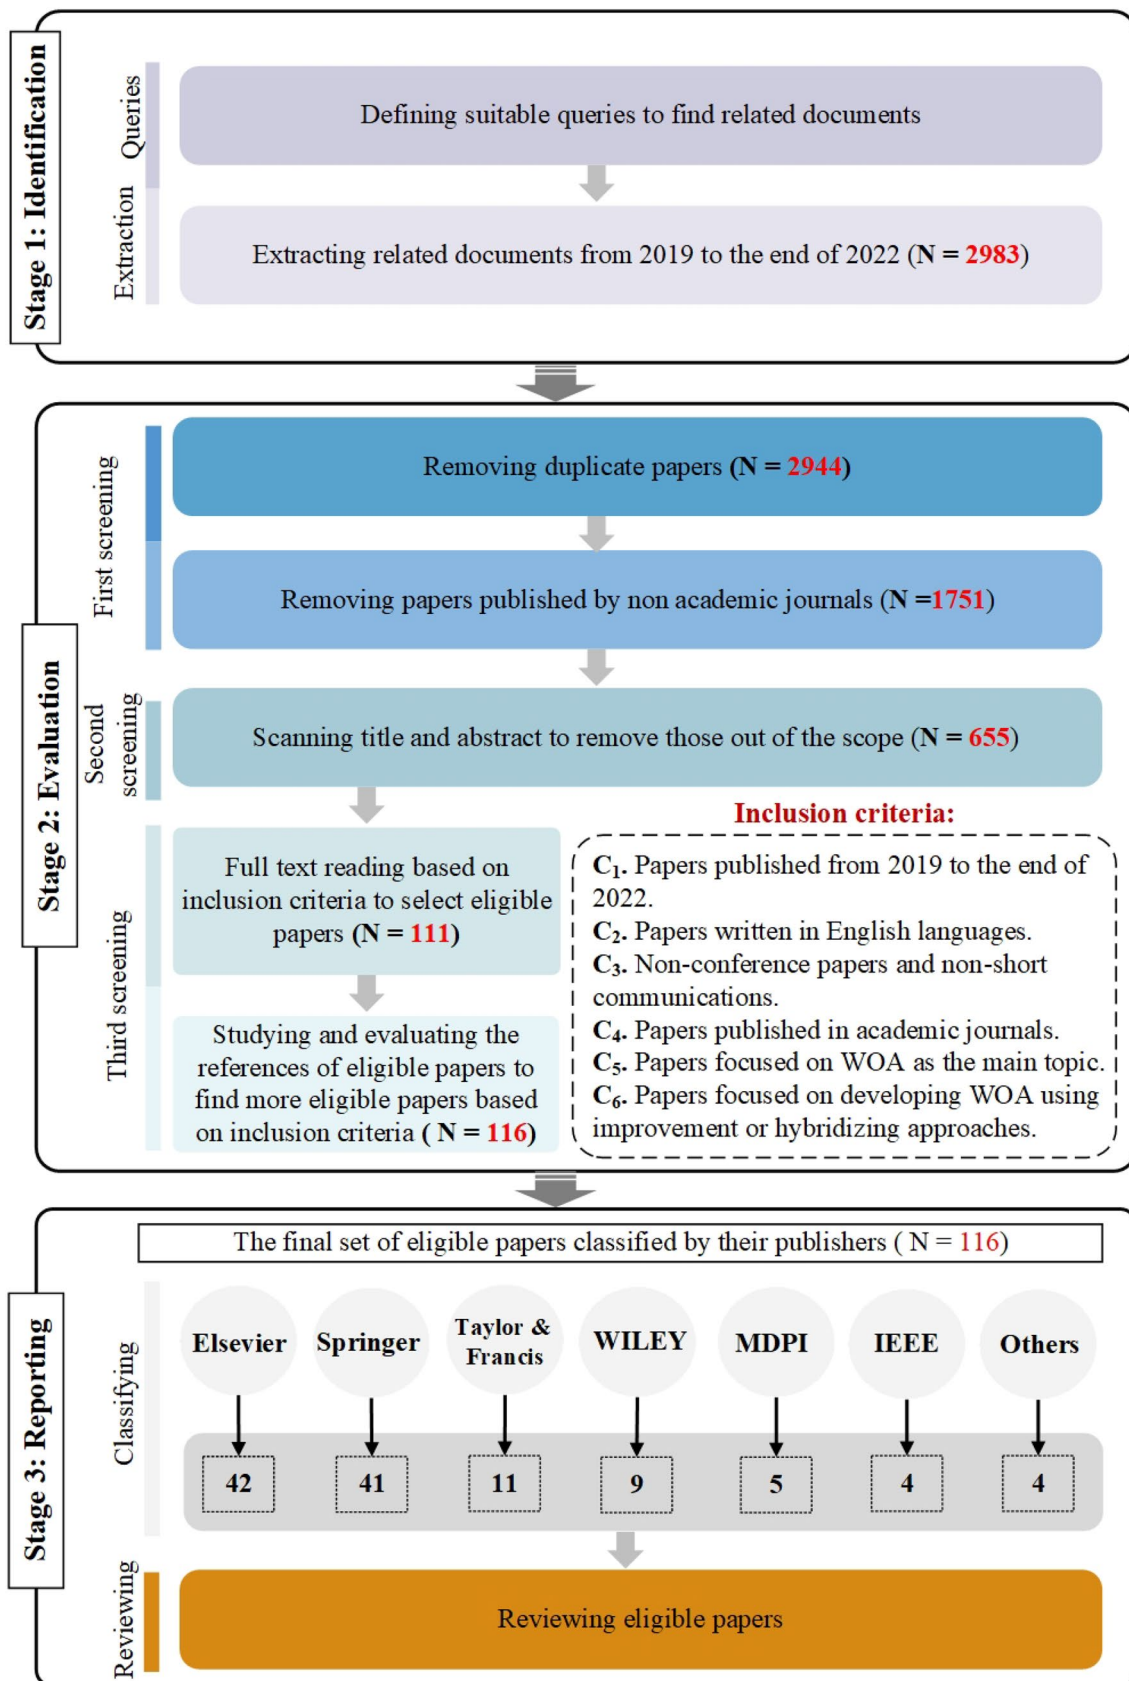 Stage 1: Identification
Queries
Defining suitable queries to find related documents
Extraction
Extracting related documents from 2019 to the end of 2022 (N = 2983)
Stage 2: Evaluation
First screening
Removing duplicate papers (N = 2944)
Removing papers published by non academic journals (N =1751)
Second
screening
Scanning title and abstract to remove those out of the scope (N = 655)
Third screening
Full text reading based on
inclusion criteria to select eligible
papers (N = 111)
Studying and evaluating the
references of eligible papers to
find more eligible papers based
on inclusion criteria ( N = 116)
Inclusion criteria:
C₁. Papers published from 2019 to the end of
2022.
C₂. Papers written in English languages.
C₃. Non-conference papers and non-short
communications.
C₄. Papers published in academic journals.
C₅. Papers focused on WOA as the main topic.
C₆. Papers focused on developing WOA using
improvement or hybridizing approaches.
Stage 3: Reporting
The final set of eligible papers classified by their publishers ( N = 116)
Classifying
Elsevier
Springer
Taylor &
Francis
WILEY
MDPI
IEEE
Others
42
41
11
9
5
4
4
Reviewing
Reviewing eligible papers